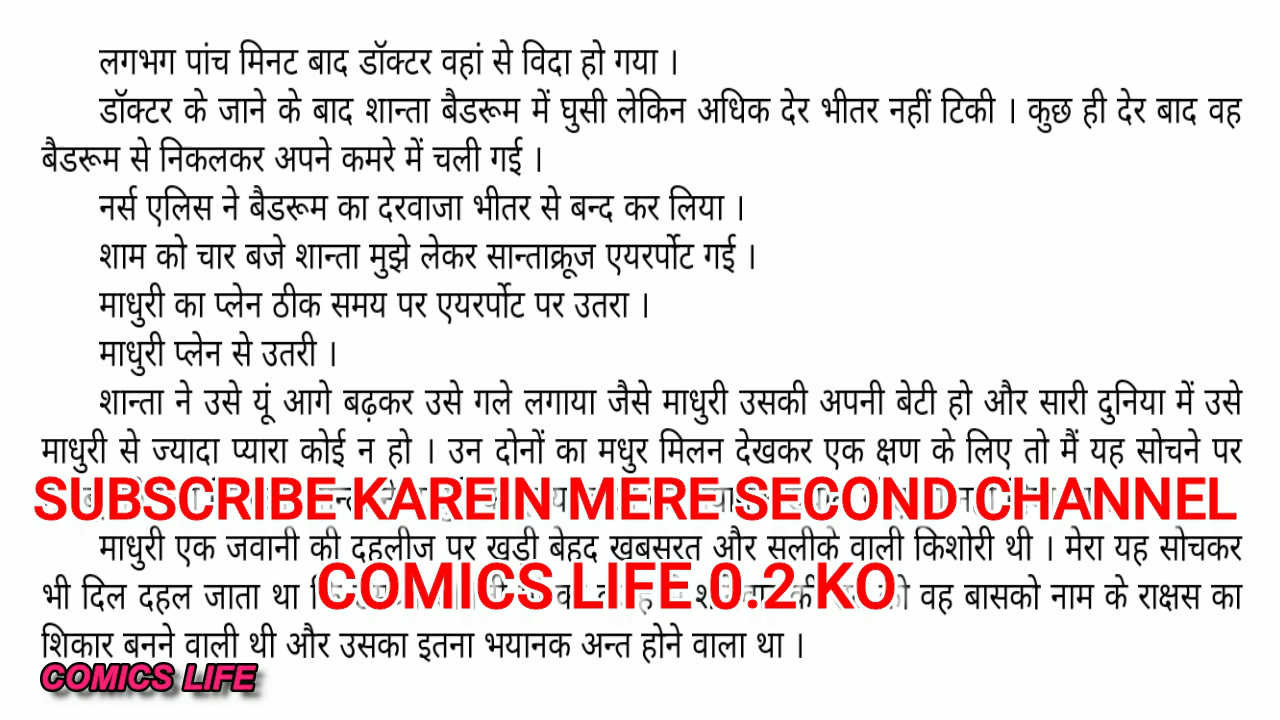 लगभग पांच मिनट बाद डॉक्टर वहां से विदा हो गया ।
डॉक्टर के जाने के बाद शान्ता बैडरूम में घुसी लेकिन अधिक देर भीतर नहीं टिकी । कुछ ही देर बाद वह
बैडरूम से निकलकर अपने कमरे में चली गई ।
नर्स एलिस ने बैडरूम का दरवाजा भीतर से बन्द कर लिया ।
शाम को चार बजे शान्ता मुझे लेकर सान्ताक्रूज एयरर्पोट गई ।
माधुरी का प्लेन ठीक समय पर एयरर्पोट पर उतरा ।
माधुरी प्लेन से उतरी ।
शान्ता ने उसे यूं आगे बढ़कर उसे गले लगाया जैसे माधुरी उसकी अपनी बेटी हो और सारी दुनिया में उसे
माधुरी से ज्यादा प्यारा कोई न हो । उन दोनों का मधुर मिलन देखकर एक क्षण के लिए तो मैं यह सोचने पर
SUBSCRIBE KAREIN MERE SECOND CHANNEL
माधुरी एक जवानी की दहलीज पर खड़ी बेहद खूबसूरत और सलीके वाली किशोरी थी । मेरा यह सोचकर
भी दिल दहल जाता था वह बासको नाम के राक्षस का
COMICS LIFE 0.2 KO
शिकार बनने वाली थी और उसका इतना भयानक अन्त होने वाला था ।
COMICS LIFE